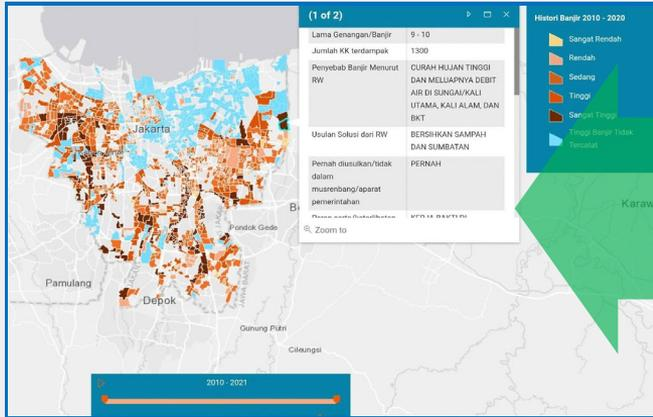 (1 of 2)
Lama Genangan/Banjir 9 - 10
Jumlah KK terdampak 1300
Penyebab Banjir Menurut RW CURAH HUJAN TINGGI DAN MELUAPNYA DEBIT AIR DI SUNGAI/KALI UTAMA, KALI ALAM, DAN BKT
Usulan Solusi dari RW BERSIHKAN SAMPAH DAN SUMBATAN
Pernah diusulkan/tidak dalam musrenbang/aparat pemerintahan PERNAH
Zoom to
Histori Banjir 2010 - 2020
Sangat Rendah
Rendah
Sedang
Tinggi
Sangat Tinggi
Tinggi Banjir Tidak
Tercatat
Jakarta
Pondok Gede
Karaw
Pamulang
Depok
JAWA BARAT
Gunung Putri
Cileungsi
2010 - 2021